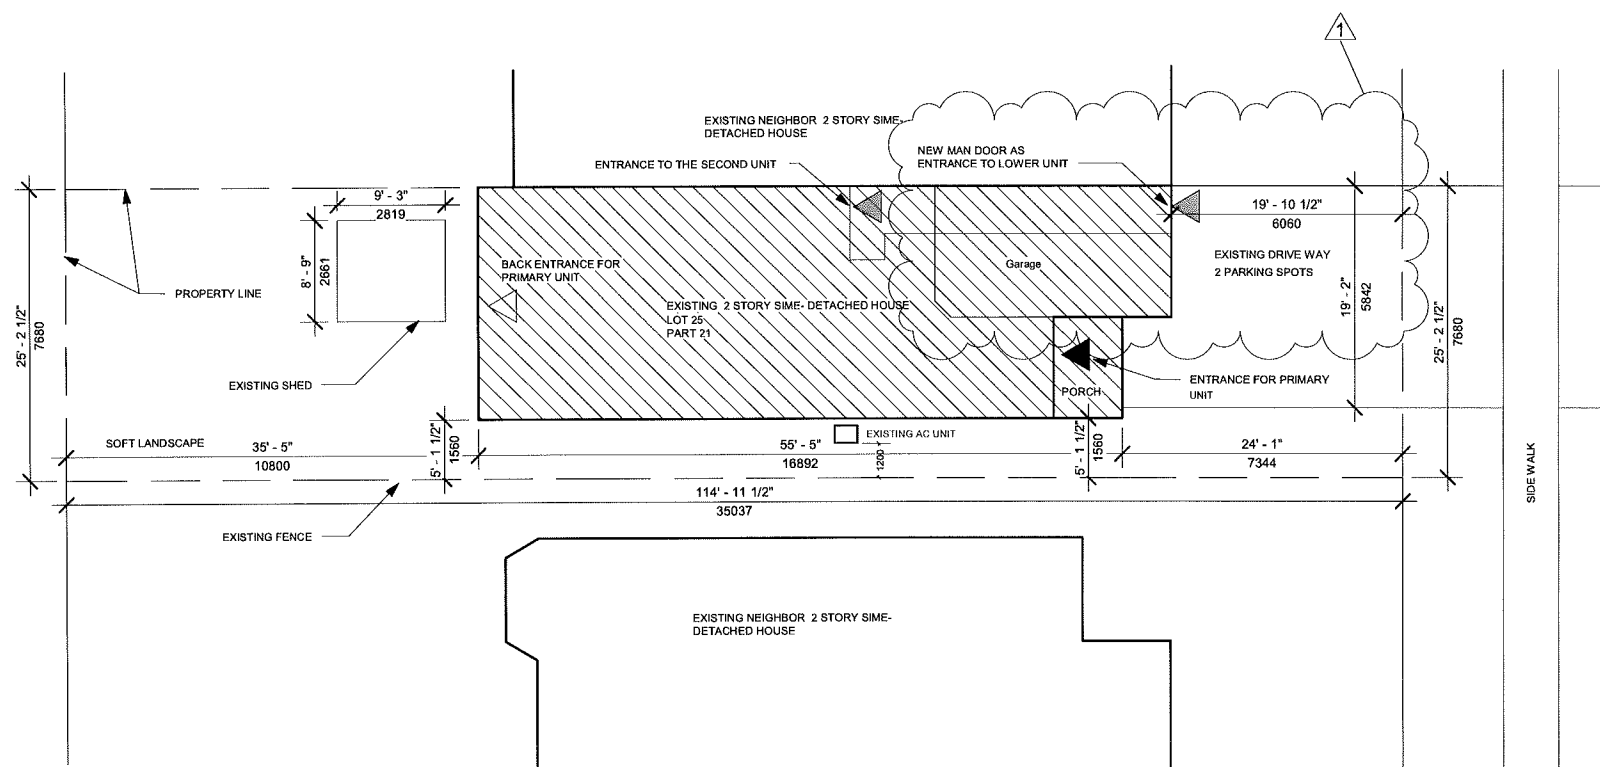 1
EXISTING NEIGHBOR 2 STORY SIME-
DETACHED HOUSE
NEW MAN DOOR AS
ENTRANCE TO LOWER UNIT
ENTRANCE TO THE SECOND UNIT
9' - 3"
2819
19' - 10 1/2"
6060
8' - 9"
2661
BACK ENTRANCE FOR
PRIMARY UNIT
Garage
EXISTING DRIVE WAY
2 PARKING SPOTS
PROPERTY LINE
EXISTING 2 STORY SIME- DETACHED HOUSE
LOT 25
PART 21
19' - 2"
5842
25' - 2 1/2"
7680
25' - 2 1/2"
7680
EXISTING SHED
PORCH
ENTRANCE FOR PRIMARY
UNIT
SOFT LANDSCAPE
35' - 5"
10800
5' - 1 1/2"
1560
EXISTING AC UNIT
55' - 5"
16892
1200
5' - 1 1/2"
1560
24' - 1"
7344
SIDE WALK
114' - 11 1/2"
35037
EXISTING FENCE
EXISTING NEIGHBOR 2 STORY SIME-
DETACHED HOUSE